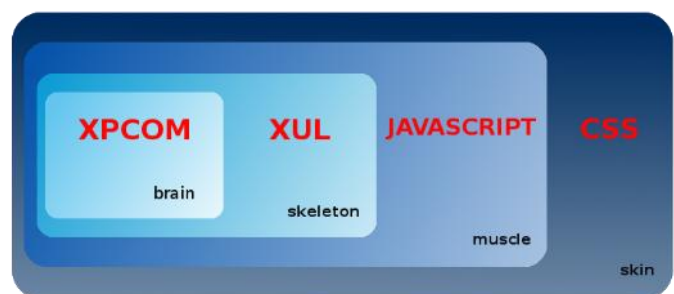 XPCOM XUL JAVASCRIPT CSS
brain
skeleton
muscle
skin